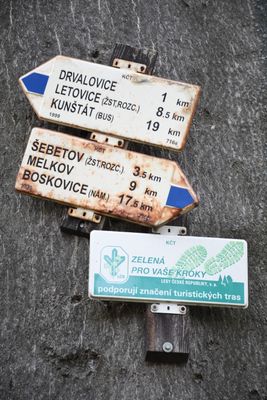 KČT
DRVALOVICE 1 km
LETOVICE (ŽST.ROZC.) 8.5 km
KUNŠTÁT (BUS) 19 km
1999 716a
KČT
ŠEBETOV (ŽST.ROZC.) 3.5 km
MELKOV 9 km
BOSKOVICE (NÁM.) 17.5 km
KČT
ZELENÁ
PRO VAŠE KROKY
LESY ČESKÉ REPUBLIKY, s. p.
podporují značení turistických tras